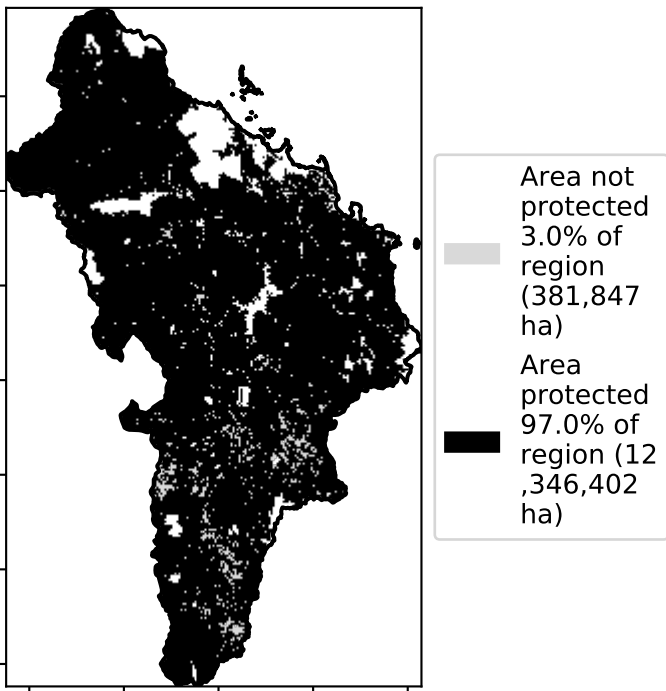 Area not
protected
3.0% of
region
(381,847
ha)
Area
protected
97.0% of
region (12
,346,402
ha)